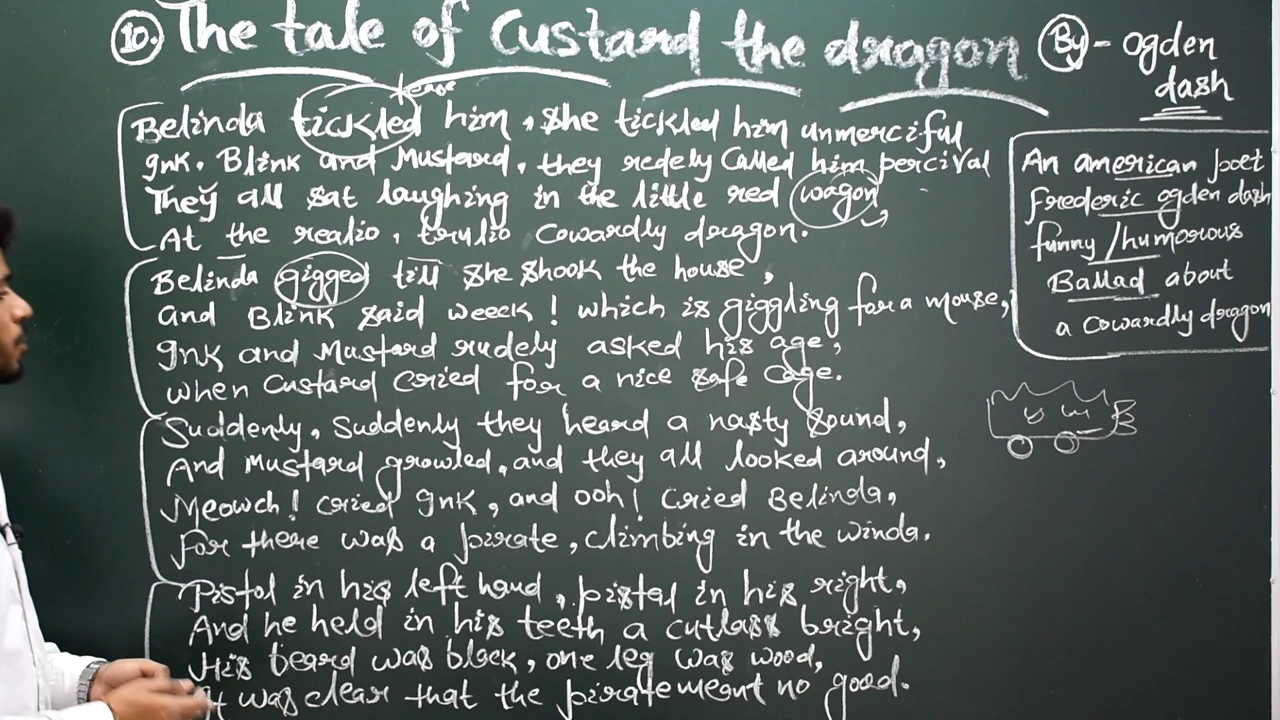 10. The tale of Custard the dragon
By - Ogden
dash
tease
Belinda tickled him, she tickled him unmerciful
Ink, Blink and Mustard, they rudely Called him percival
They all sat laughing in the little red wagon
At the realio, trulio Cowardly dragon.
Belinda gigged till she shook the house,
and Blink said weeck! which is giggling for a mouse,
Ink and Mustard rudely asked his age,
when Custard cried for a nice safe Cage.
Suddenly, suddenly they heard a nasty sound,
And Mustard growled, and they all looked around,
Meowch! cried Ink, and ooh! cried Belinda,
for there was a pirate, climbing in the winda.
Pistol in his left hand, pistal in his right,
And he held in his teeth a cutlass bright,
His beard was black, one leg was wood,
It was clear that the pirate meant no good.
An american poet
Frederic ogden dash
funny / humorous
Ballad about
a Cowardly dragon